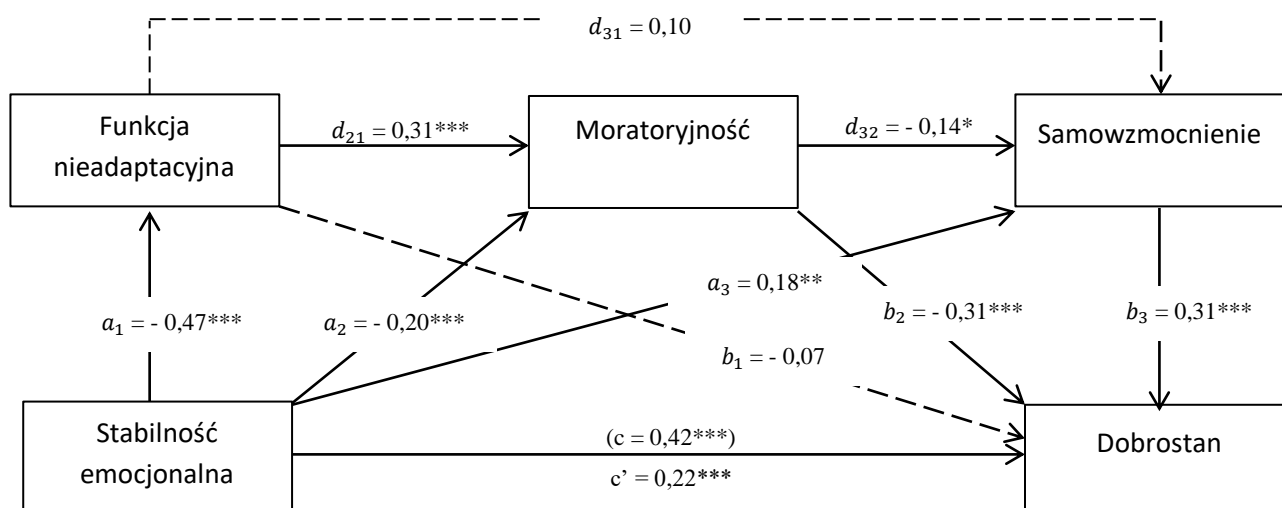 d₃₁ = 0,10
Funkcja
nieadaptacyjna
d₂₁ = 0,31***
Moratoryjność
d₃₂ = - 0,14*
Samowzmocnienie
a₁ = - 0,47***
a₂ = - 0,20***
a₃ = 0,18**
b₁ = - 0,07
b₂ = - 0,31***
b₃ = 0,31***
Stabilność
emocjonalna
(c = 0,42***)
c’ = 0,22***
Dobrostan